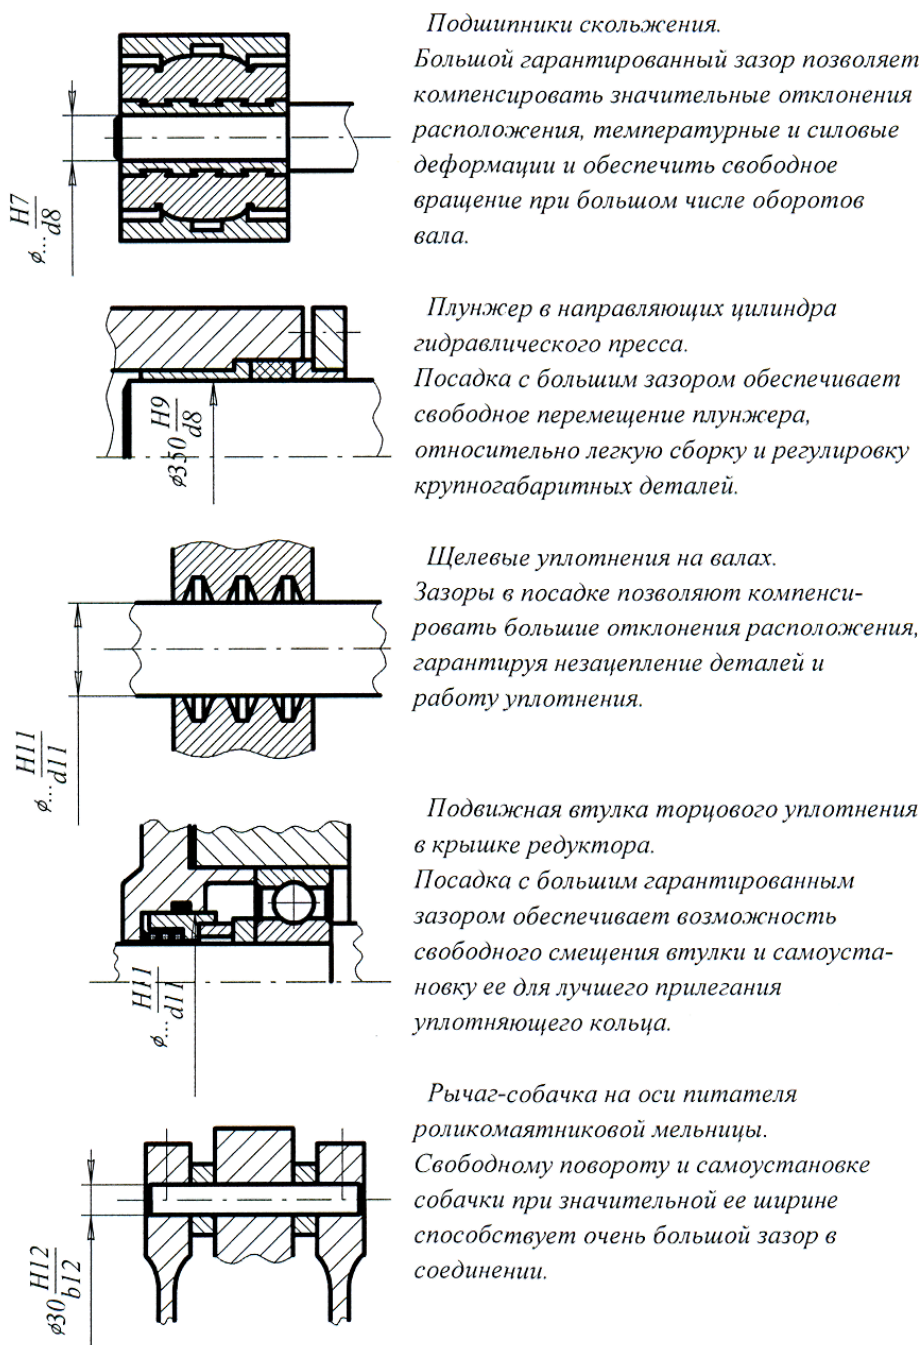 Подшипники скольжения.
Большой гарантированный зазор позволяет
компенсировать значительные отклонения
расположения, температурные и силовые
деформации и обеспечить свободное
вращение при большом числе оборотов
вала.
⌀... H7/d8
Плунжер в направляющих цилиндра
гидравлического пресса.
Посадка с большим зазором обеспечивает
свободное перемещение плунжера,
относительно легкую сборку и регулировку
крупногабаритных деталей.
⌀350 H9/d8
Щелевые уплотнения на валах.
Зазоры в посадке позволяют компенси-
ровать большие отклонения расположения,
гарантируя незацепление деталей и
работу уплотнения.
⌀... H11/d11
Подвижная втулка торцового уплотнения
в крышке редуктора.
Посадка с большим гарантированным
зазором обеспечивает возможность
свободного смещения втулки и самоуста-
новку ее для лучшего прилегания
уплотняющего кольца.
⌀... H11/d11
Рычаг-собачка на оси питателя
роликомаятниковой мельницы.
Свободному повороту и самоустановке
собачки при значительной ее ширине
способствует очень большой зазор в
соединении.
⌀30 H12/b12